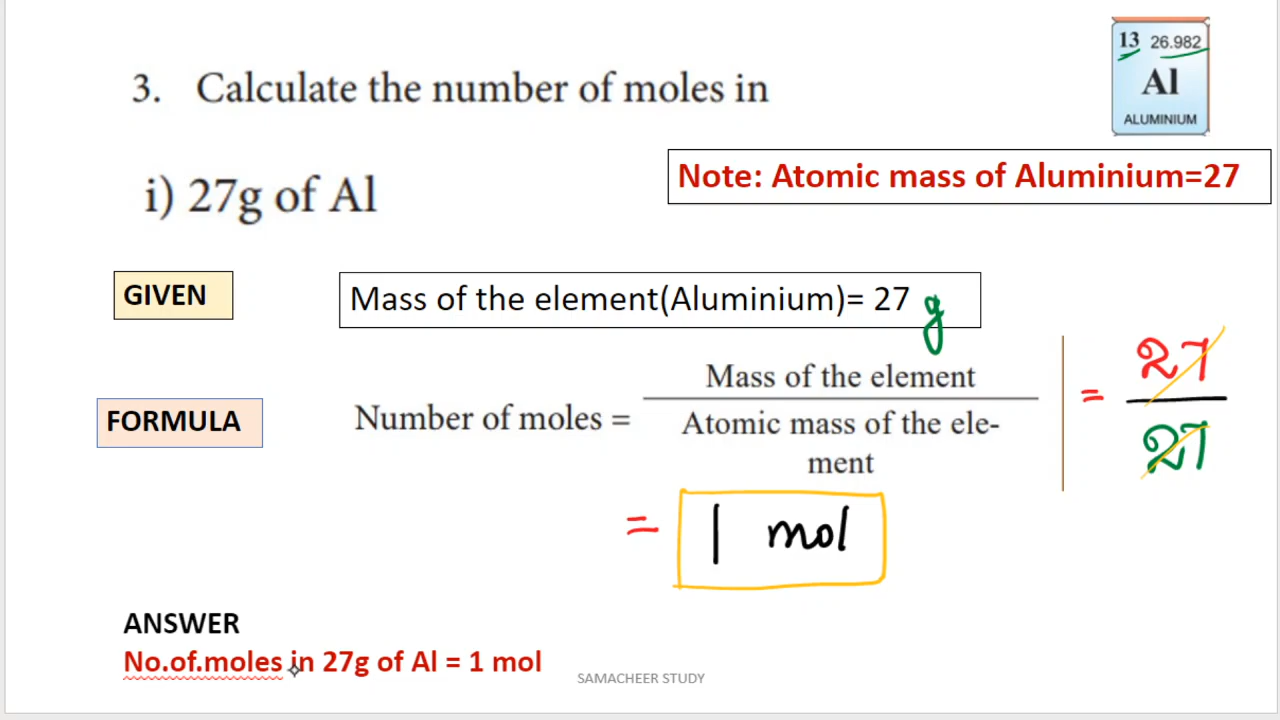 13 26.982
Al
ALUMINIUM
3. Calculate the number of moles in
Note: Atomic mass of Aluminium=27
i) 27g of Al
GIVEN
Mass of the element(Aluminium)= 27 g
FORMULA
Number of moles =
Mass of the element
Atomic mass of the ele-
ment
= 27
27
= 1 mol
ANSWER
No.of.moles in 27g of Al = 1 mol
SAMACHEER STUDY